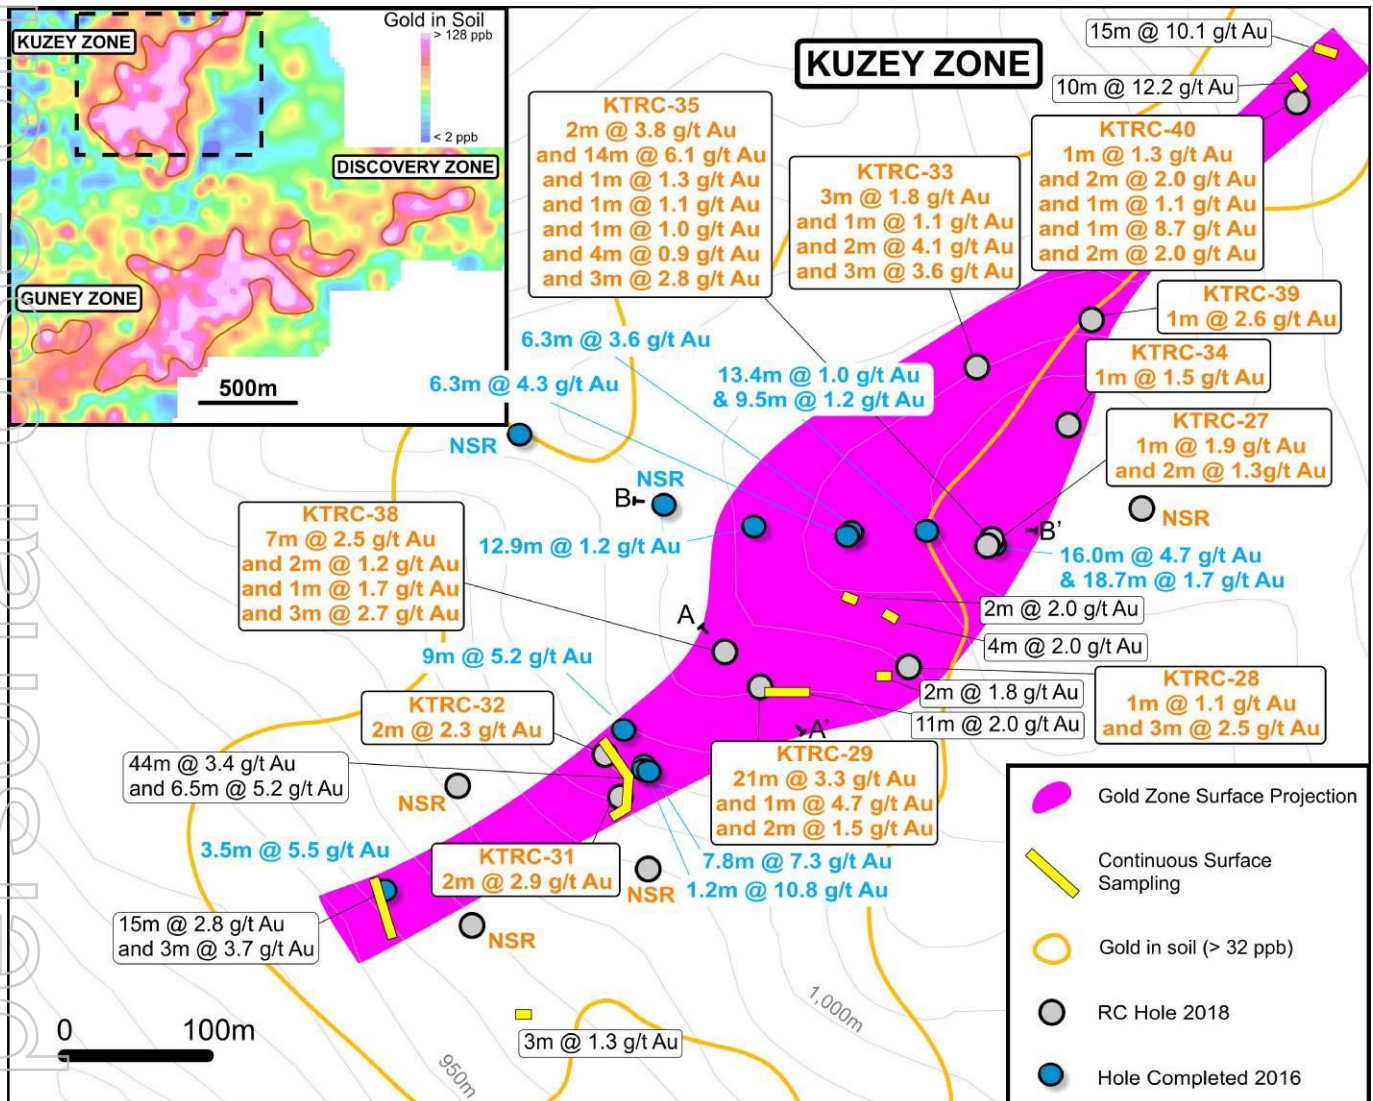 Gold in Soil
> 128 ppb
< 2 ppb
KUZEY ZONE
DISCOVERY ZONE
GUNEY ZONE
500m
KUZEY ZONE
15m @ 10.1 g/t Au
10m @ 12.2 g/t Au
KTRC-35
2m @ 3.8 g/t Au
and 14m @ 6.1 g/t Au
and 1m @ 1.3 g/t Au
and 1m @ 1.1 g/t Au
and 1m @ 1.0 g/t Au
and 4m @ 0.9 g/t Au
and 3m @ 2.8 g/t Au
KTRC-33
3m @ 1.8 g/t Au
and 1m @ 1.1 g/t Au
and 2m @ 4.1 g/t Au
and 3m @ 3.6 g/t Au
KTRC-40
1m @ 1.3 g/t Au
and 2m @ 2.0 g/t Au
and 1m @ 1.1 g/t Au
and 1m @ 8.7 g/t Au
and 2m @ 2.0 g/t Au
KTRC-39
1m @ 2.6 g/t Au
KTRC-34
1m @ 1.5 g/t Au
KTRC-27
1m @ 1.9 g/t Au
and 2m @ 1.3g/t Au
6.3m @ 3.6 g/t Au
6.3m @ 4.3 g/t Au
13.4m @ 1.0 g/t Au
& 9.5m @ 1.2 g/t Au
NSR
NSR
B
12.9m @ 1.2 g/t Au
NSR
B'
16.0m @ 4.7 g/t Au
& 18.7m @ 1.7 g/t Au
KTRC-38
7m @ 2.5 g/t Au
and 2m @ 1.2 g/t Au
and 1m @ 1.7 g/t Au
and 3m @ 2.7 g/t Au
A
2m @ 2.0 g/t Au
4m @ 2.0 g/t Au
2m @ 1.8 g/t Au
11m @ 2.0 g/t Au
A'
KTRC-28
1m @ 1.1 g/t Au
and 3m @ 2.5 g/t Au
9m @ 5.2 g/t Au
KTRC-32
2m @ 2.3 g/t Au
44m @ 3.4 g/t Au
and 6.5m @ 5.2 g/t Au
NSR
KTRC-29
21m @ 3.3 g/t Au
and 1m @ 4.7 g/t Au
and 2m @ 1.5 g/t Au
3.5m @ 5.5 g/t Au
KTRC-31
2m @ 2.9 g/t Au
7.8m @ 7.3 g/t Au
1.2m @ 10.8 g/t Au
NSR
15m @ 2.8 g/t Au
and 3m @ 3.7 g/t Au
NSR
3m @ 1.3 g/t Au
0 100m
950m
1,000m
Gold Zone Surface Projection
Continuous Surface
Sampling
Gold in soil (> 32 ppb)
RC Hole 2018
Hole Completed 2016